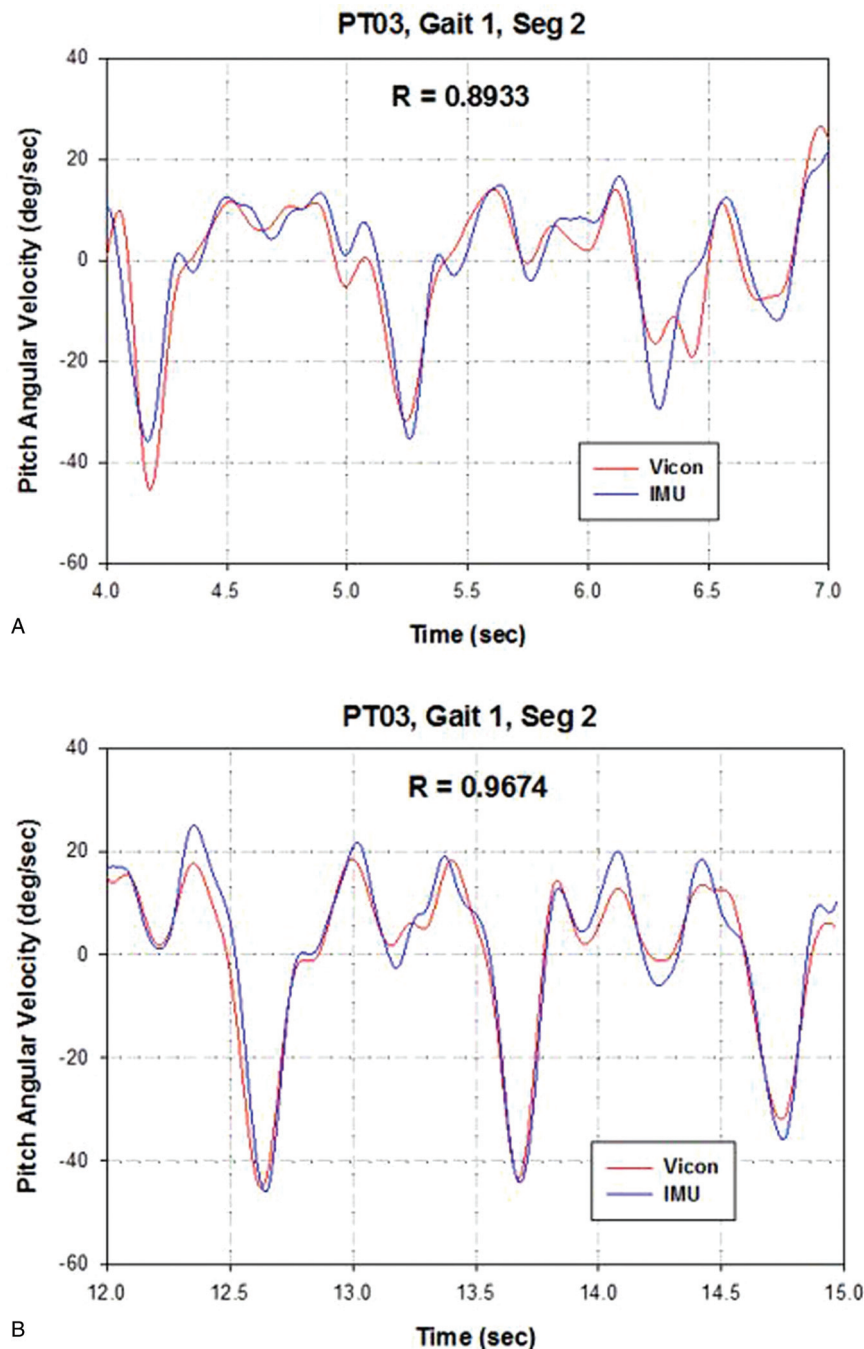 PT03, Gait 1, Seg 2
R = 0.8933
Pitch Angular Velocity (deg/sec)
40
20
0
-20
-40
-60
Vicon
IMU
4.0 4.5 5.0 5.5 6.0 6.5 7.0
Time (sec)
A
PT03, Gait 1, Seg 2
R = 0.9674
Pitch Angular Velocity (deg/sec)
40
20
0
-20
-40
-60
Vicon
IMU
12.0 12.5 13.0 13.5 14.0 14.5 15.0
Time (sec)
B